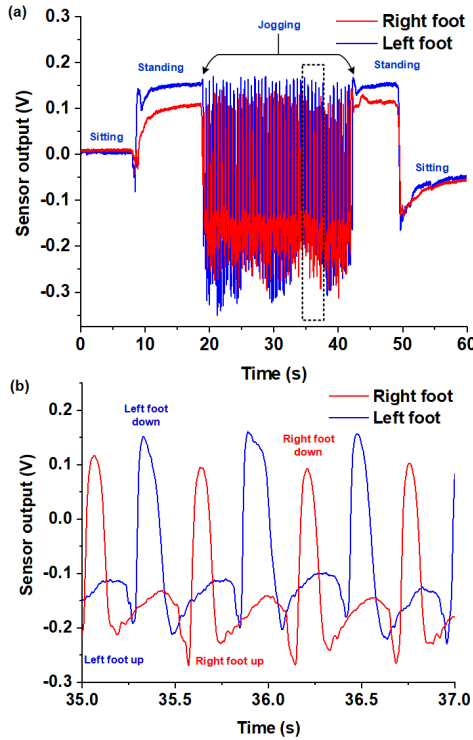 (a)
Jogging
Right foot
Left foot
Standing
Standing
Sitting
Sitting
0.3
0.2
0.1
0.0
-0.1
-0.2
-0.3
Sensor output (V)
0
10
20
30
40
50
60
Time (s)
(b)
Right foot
Left foot
Left foot
down
Right foot
down
Left foot up
Right foot up
0.3
0.2
0.1
0.0
-0.1
-0.2
-0.3
Sensor output (V)
35.0
35.5
36.0
36.5
37.0
Time (s)